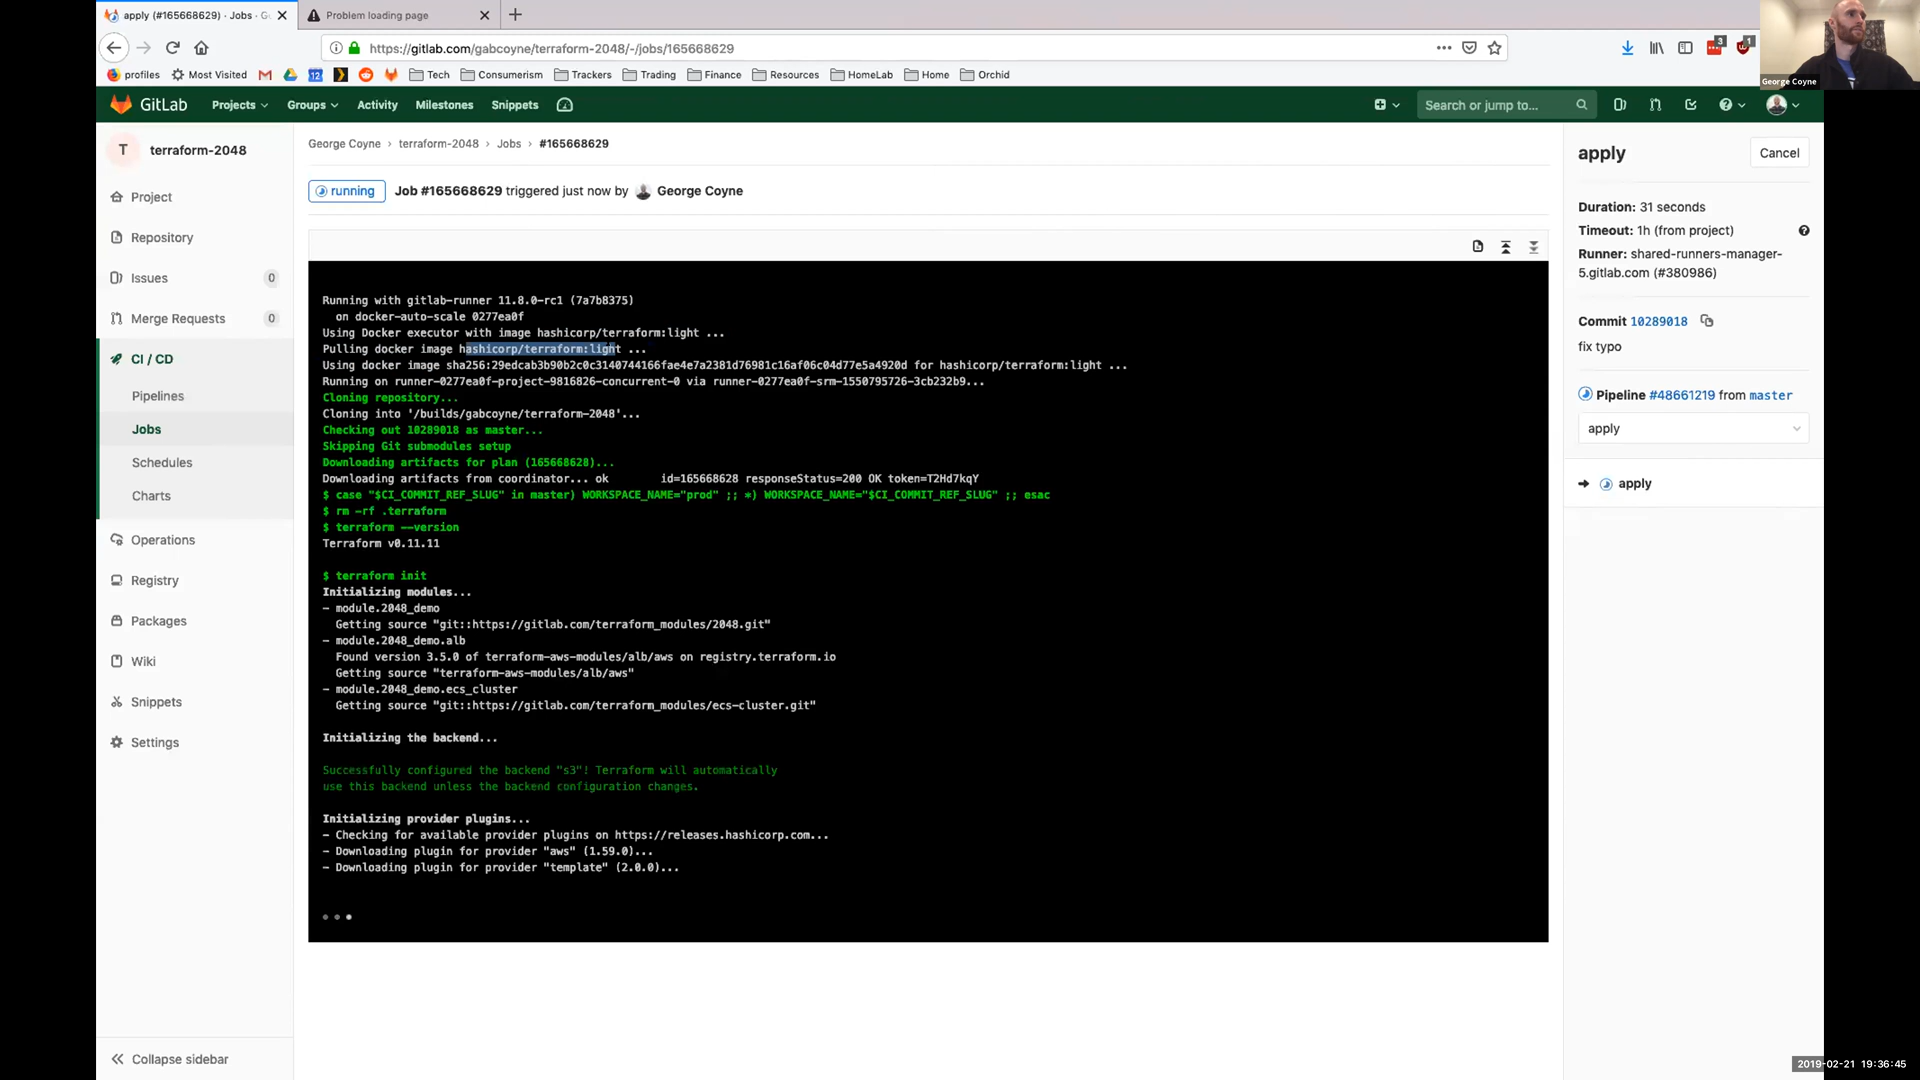 apply (#165668629) · Jobs · G
Problem loading page
https://gitlab.com/gabcoyne/terraform-2048/-/jobs/165668629
3
1
George Coyne
profiles
Most Visited
12
Tech
Consumerism
Trackers
Trading
Finance
Resources
HomeLab
Home
Orchid
GitLab
Projects
Groups
Activity
Milestones
Snippets
Search or jump to...
T
terraform-2048
Project
Repository
Issues
0
Merge Requests
0
CI / CD
Pipelines
Jobs
Schedules
Charts
Operations
Registry
Packages
Wiki
Snippets
Settings
Collapse sidebar
George Coyne › terraform-2048 › Jobs › #165668629
running
Job #165668629 triggered just now by George Coyne
Running with gitlab-runner 11.8.0-rc1 (7a7b8375)
on docker-auto-scale 0277ea0f
Using Docker executor with image hashicorp/terraform:light ...
Pulling docker image hashicorp/terraform:light ...
Using docker image sha256:29edcab3b90b2c0c3140744166fae4e7a2381d76981c16af06c04d77e5a4920d for hashicorp/terraform:light ...
Running on runner-0277ea0f-project-9816826-concurrent-0 via runner-0277ea0f-srm-1550795726-3cb232b9...
Cloning repository...
Cloning into '/builds/gabcoyne/terraform-2048'...
Checking out 10289018 as master...
Skipping Git submodules setup
Downloading artifacts for plan (165668628)...
Downloading artifacts from coordinator... ok id=165668628 responseStatus=200 OK token=T2Hd7kqY
$ case "$CI_COMMIT_REF_SLUG" in master) WORKSPACE_NAME="prod" ;; *) WORKSPACE_NAME="$CI_COMMIT_REF_SLUG" ;; esac
$ rm -rf .terraform
$ terraform --version
Terraform v0.11.11
$ terraform init
Initializing modules...
- module.2048_demo
Getting source "git::https://gitlab.com/terraform_modules/2048.git"
- module.2048_demo.alb
Found version 3.5.0 of terraform-aws-modules/alb/aws on registry.terraform.io
Getting source "terraform-aws-modules/alb/aws"
- module.2048_demo.ecs_cluster
Getting source "git::https://gitlab.com/terraform_modules/ecs-cluster.git"
Initializing the backend...
Successfully configured the backend "s3"! Terraform will automatically
use this backend unless the backend configuration changes.
Initializing provider plugins...
- Checking for available provider plugins on https://releases.hashicorp.com...
- Downloading plugin for provider "aws" (1.59.0)...
- Downloading plugin for provider "template" (2.0.0)...
apply
Cancel
Duration: 31 seconds
Timeout: 1h (from project)
Runner: shared-runners-manager-
5.gitlab.com (#380986)
Commit 10289018
fix typo
Pipeline #48661219 from master
apply
apply
2019-02-21 19:36:45